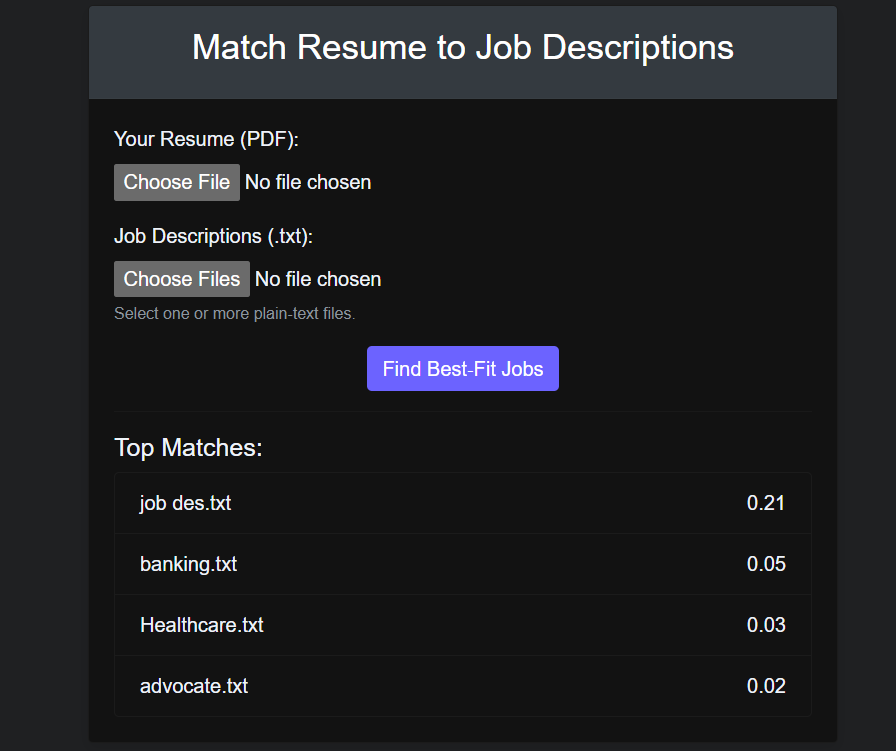 Match Resume to Job Descriptions
Your Resume (PDF):
Choose File No file chosen
Job Descriptions (.txt):
Choose Files No file chosen
Select one or more plain-text files.
Find Best-Fit Jobs
Top Matches:
job des.txt 0.21
banking.txt 0.05
Healthcare.txt 0.03
advocate.txt 0.02